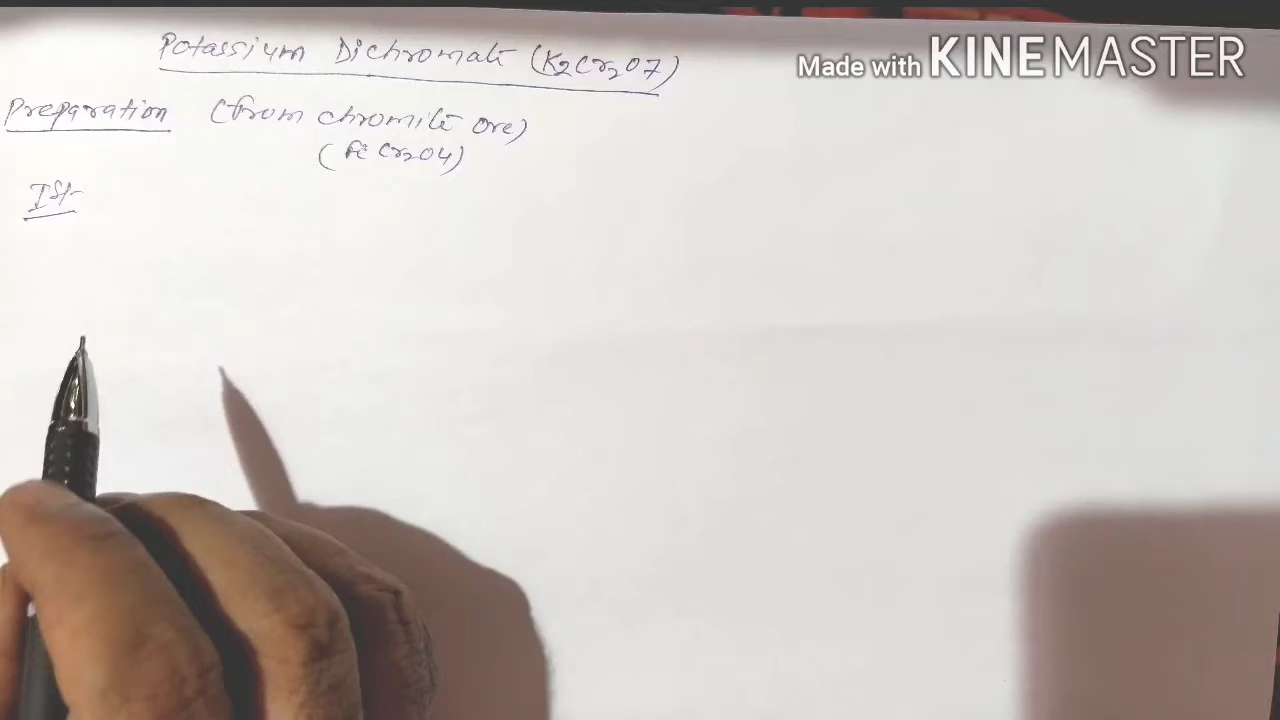 Potassium Dichromate (K2Cr2O7)
Made with KINEMASTER
Preparation (from chromite ore)
(FeCr2O4)
Ist